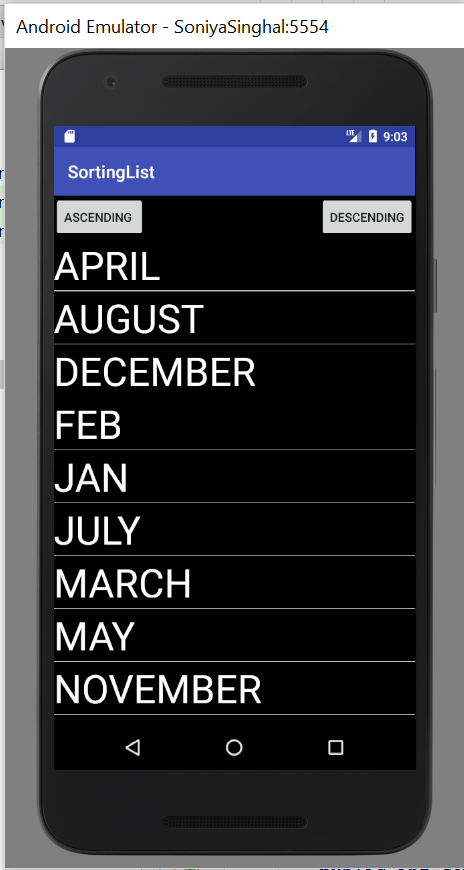 Android Emulator - SoniyaSinghal:5554
LTE 9:03
SortingList
ASCENDING DESCENDING
APRIL
AUGUST
DECEMBER
FEB
JAN
JULY
MARCH
MAY
NOVEMBER